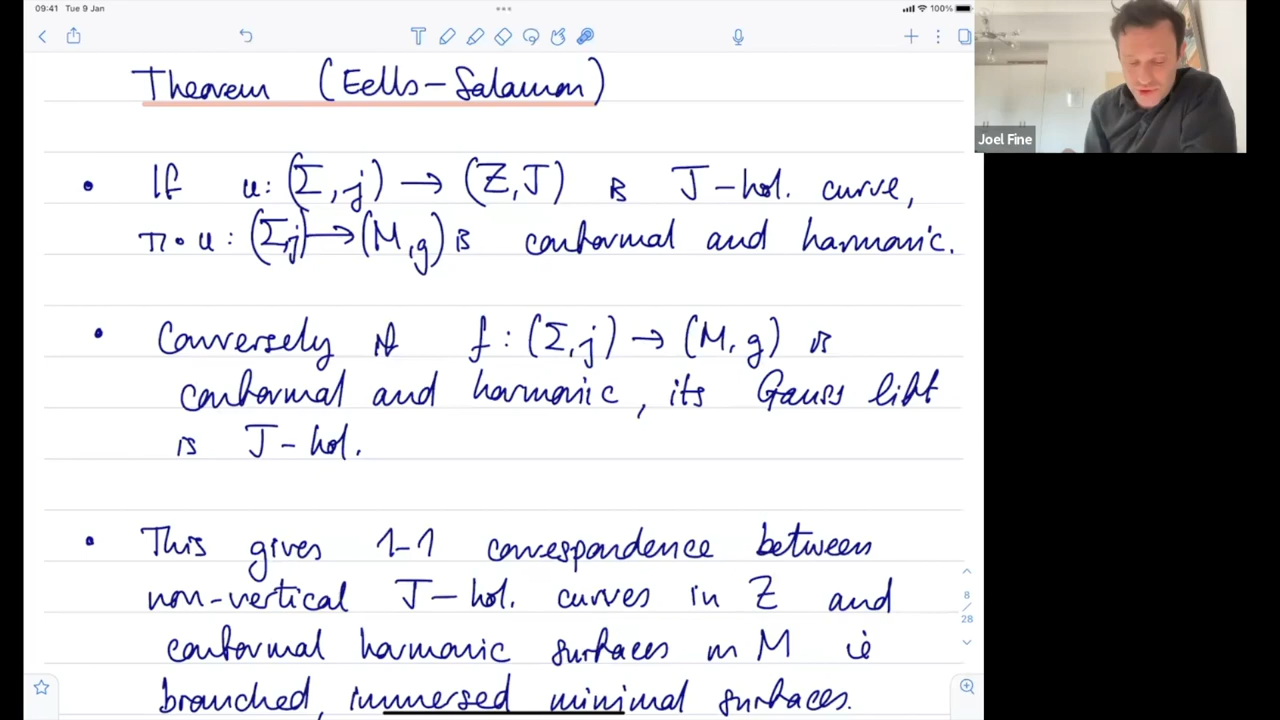 09:41 Tue 9 Jan
100%
Theorem (Eells-Salamon)
Joel Fine
• If u: (Σ, j) → (Z, J) is J-hol. curve,
π∘u : (Σ, j) → (M, g) is conformal and harmonic.
• Conversely if f : (Σ, j) → (M, g) is
conformal and harmonic, its Gauss lift
is J-hol.
• This gives 1-1 correspondence between
non-vertical J-hol. curves in Z and
conformal harmonic surfaces in M ie
branched, immersed minimal surfaces.
8
/
28